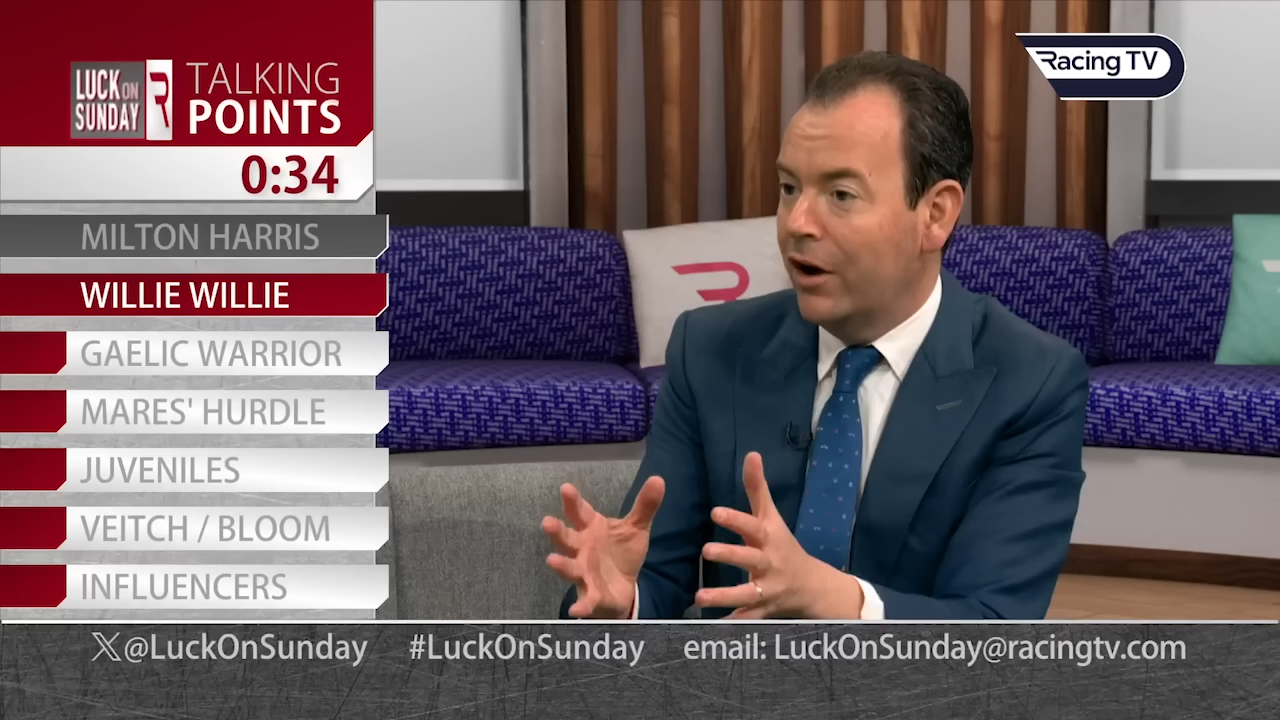 LUCK ON
SUNDAY
TALKING
POINTS
0:34
MILTON HARRIS
WILLIE WILLIE
GAELIC WARRIOR
MARES' HURDLE
JUVENILES
VEITCH / BLOOM
INFLUENCERS
Racing TV
X@LuckOnSunday #LuckOnSunday email: LuckOnSunday@racingtv.com